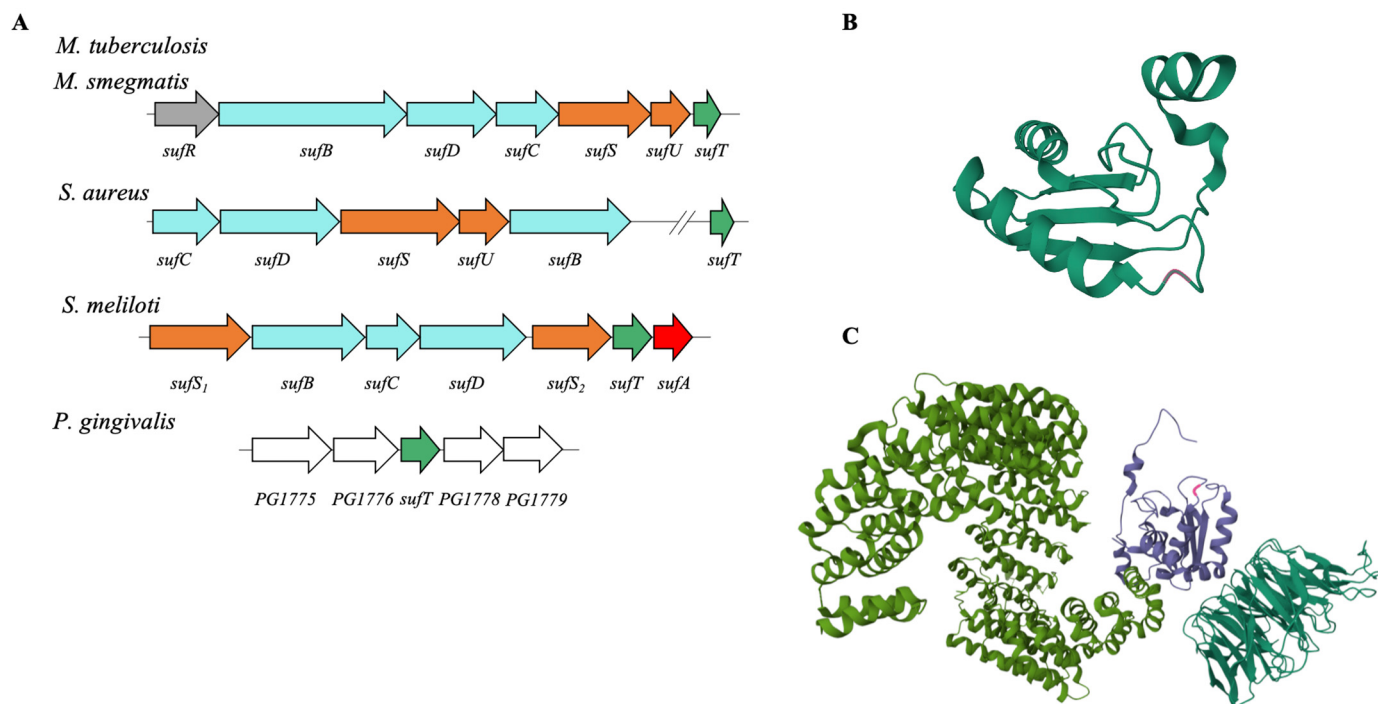 A
B
M. tuberculosis
M. smegmatis
sufR sufB sufD sufC sufS sufU sufT
S. aureus
sufC sufD sufS sufU sufB sufT
S. meliloti
C
sufS1 sufB sufC sufD sufS2 sufT sufA
P. gingivalis
PG1775 PG1776 sufT PG1778 PG1779